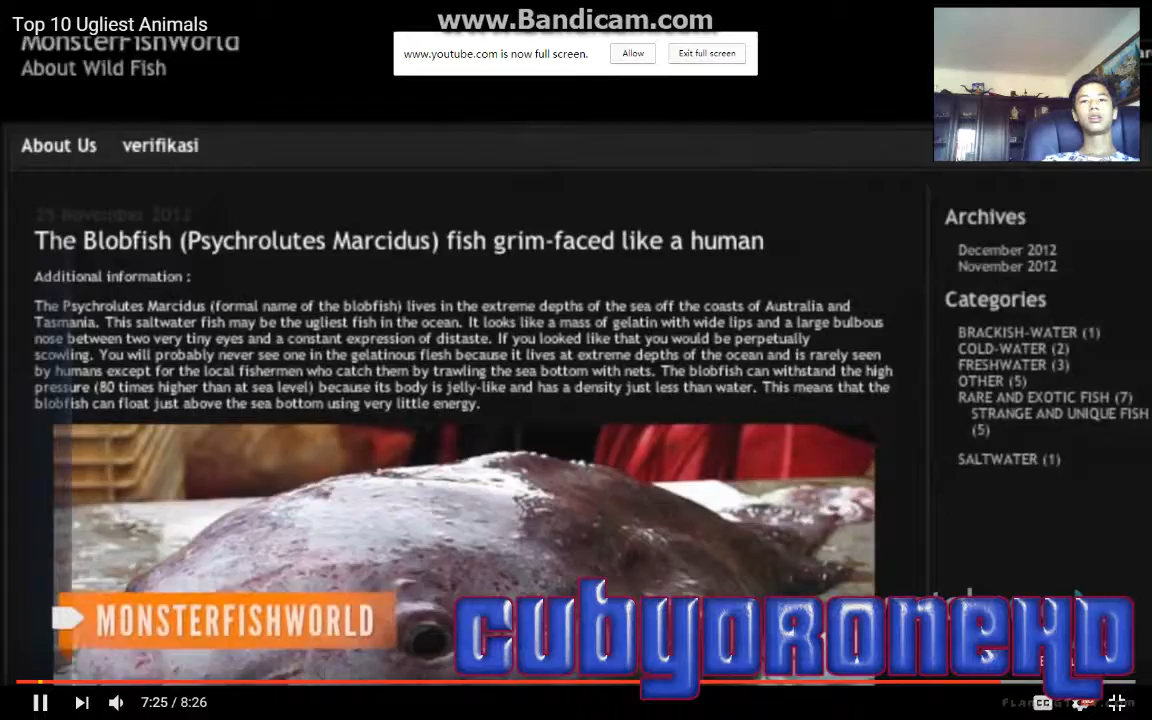 Top 10 Ugliest Animals
www.Bandicam.com
www.youtube.com is now full screen.
Allow
Exit full screen
MonsterFishWorld
About Wild Fish
About Us
verifikasi
25 November 2012
The Blobfish (Psychrolutes Marcidus) fish grim-faced like a human
Additional information :
The Psychrolutes Marcidus (formal name of the blobfish) lives in the extreme depths of the sea off the coasts of Australia and
Tasmania. This saltwater fish may be the ugliest fish in the ocean. It looks like a mass of gelatin with wide lips and a large bulbous
nose between two very tiny eyes and a constant expression of distaste. If you looked like that you would be perpetually
scowling. You will probably never see one in the gelatinous flesh because it lives at extreme depths of the ocean and is rarely seen
by humans except for the local fishermen who catch them by trawling the sea bottom with nets. The blobfish can withstand the high
pressure (80 times higher than at sea level) because its body is jelly-like and has a density just less than water. This means that the
blobfish can float just above the sea bottom using very little energy.
Archives
December 2012
November 2012
Categories
BRACKISH-WATER (1)
COLD-WATER (2)
FRESHWATER (3)
OTHER (5)
RARE AND EXOTIC FISH (7)
STRANGE AND UNIQUE FISH
(5)
SALTWATER (1)
MONSTERFISHWORLD
CUBYDRONEHD
7:25 / 8:26
CC